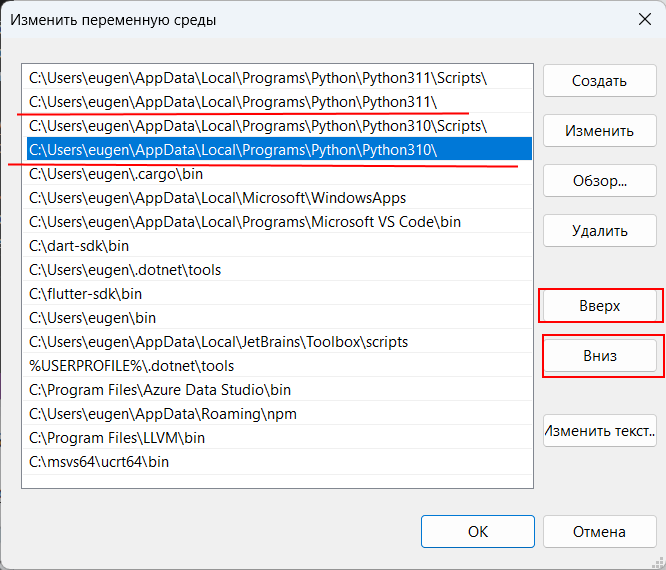 Изменить переменную среды
C:\Users\eugen\AppData\Local\Programs\Python\Python311\Scripts\
C:\Users\eugen\AppData\Local\Programs\Python\Python311\
C:\Users\eugen\AppData\Local\Programs\Python\Python310\Scripts\
C:\Users\eugen\AppData\Local\Programs\Python\Python310\
C:\Users\eugen\.cargo\bin
C:\Users\eugen\AppData\Local\Microsoft\WindowsApps
C:\Users\eugen\AppData\Local\Programs\Microsoft VS Code\bin
C:\dart-sdk\bin
C:\Users\eugen\.dotnet\tools
C:\flutter-sdk\bin
C:\Users\eugen\bin
C:\Users\eugen\AppData\Local\JetBrains\Toolbox\scripts
%USERPROFILE%\.dotnet\tools
C:\Program Files\Azure Data Studio\bin
C:\Users\eugen\AppData\Roaming\npm
C:\Program Files\LLVM\bin
C:\msvs64\ucrt64\bin
Создать
Изменить
Обзор...
Удалить
Вверх
Вниз
Изменить текст..
OK
Отмена